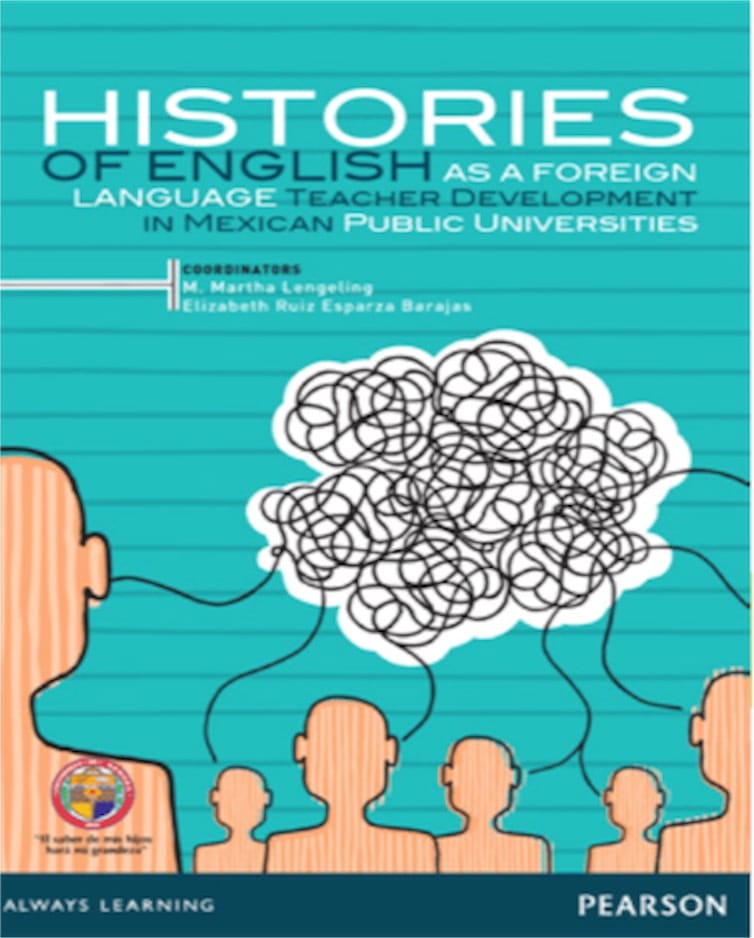 HISTORIES
OF ENGLISH AS A FOREIGN
LANGUAGE TEACHER DEVELOPMENT
IN MEXICAN PUBLIC UNIVERSITIES
COORDINATORS
M. Martha Lengeling
Elizabeth Ruiz Esparza Barajas
"El saber de mis hijos
hará mi grandeza"
ALWAYS LEARNING
PEARSON